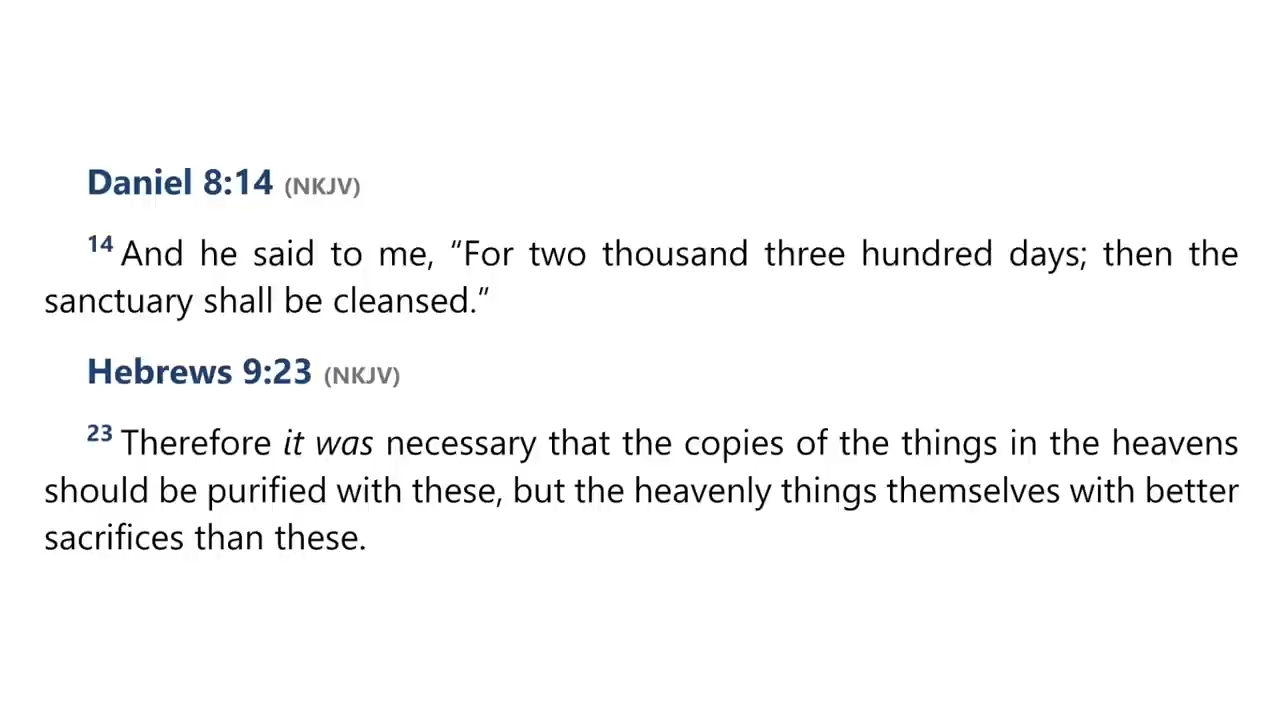 Daniel 8:14 (NKJV)
14 And he said to me, “For two thousand three hundred days; then the
sanctuary shall be cleansed.”
Hebrews 9:23 (NKJV)
23 Therefore it was necessary that the copies of the things in the heavens
should be purified with these, but the heavenly things themselves with better
sacrifices than these.